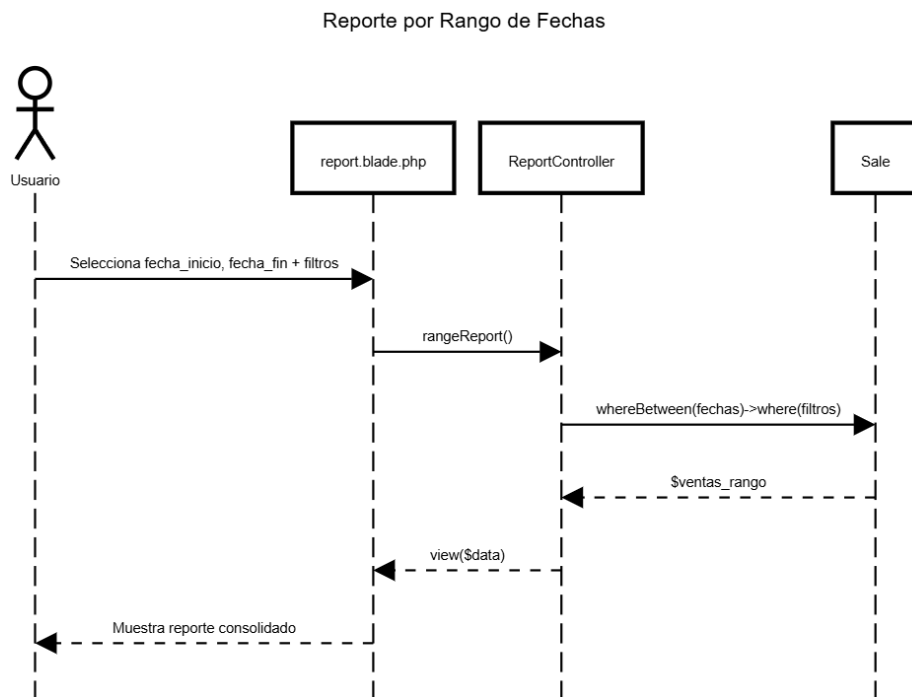 Reporte por Rango de Fechas
Usuario
report.blade.php
ReportController
Sale
Selecciona fecha_inicio, fecha_fin + filtros
rangeReport()
whereBetween(fechas)->where(filtros)
$ventas_rango
view($data)
Muestra reporte consolidado